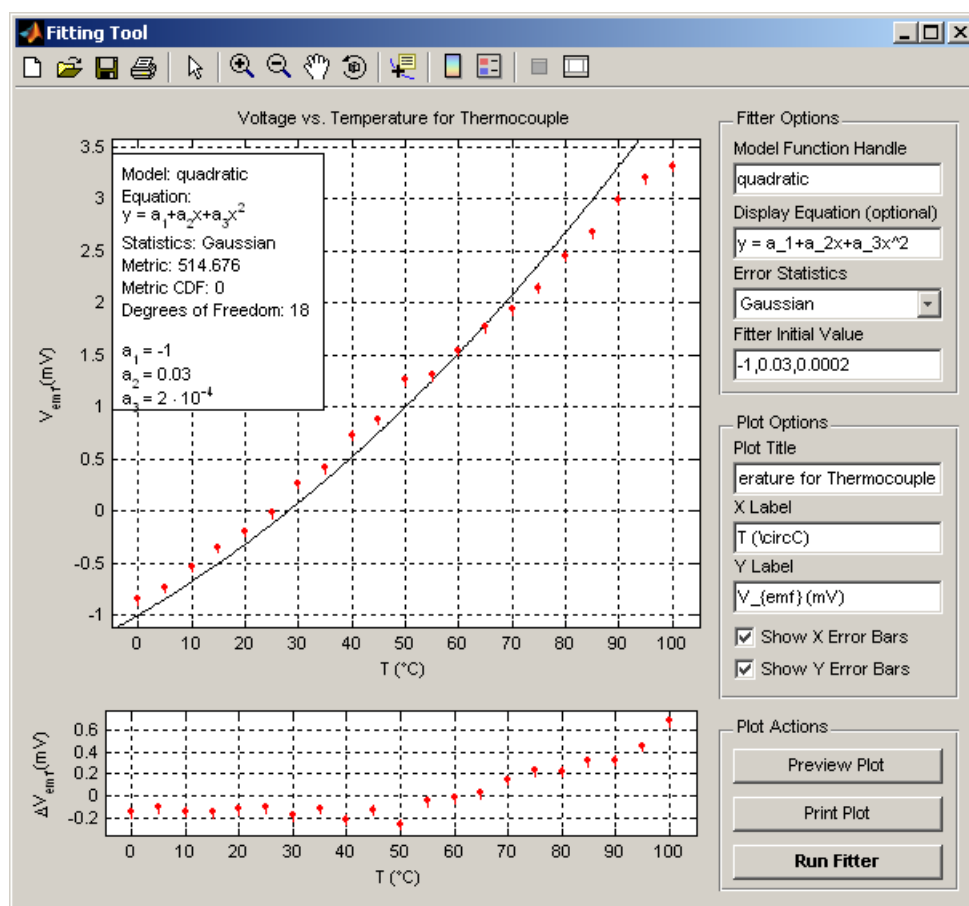 Fitting Tool
Voltage vs. Temperature for Thermocouple
3.5
3
2.5
2
1.5
1
0.5
0
-0.5
-1
V_emf (mV)
Model: quadratic
Equation:
y = a₁+a₂x+a₃x²
Statistics: Gaussian
Metric: 514.676
Metric CDF: 0
Degrees of Freedom: 18
a₁ = -1
a₂ = 0.03
a₃ = 2 · 10⁻⁴
0 10 20 30 40 50 60 70 80 90 100
T (°C)
0.6
0.4
0.2
0
-0.2
ΔV_emf (mV)
0 10 20 30 40 50 60 70 80 90 100
T (°C)
Fitter Options
Model Function Handle
quadratic
Display Equation (optional)
y = a_1+a_2x+a_3x^2
Error Statistics
Gaussian
Fitter Initial Value
-1,0.03,0.0002
Plot Options
Plot Title
erature for Thermocouple
X Label
T (\circC)
Y Label
V_{emf} (mV)
Show X Error Bars
Show Y Error Bars
Plot Actions
Preview Plot
Print Plot
Run Fitter